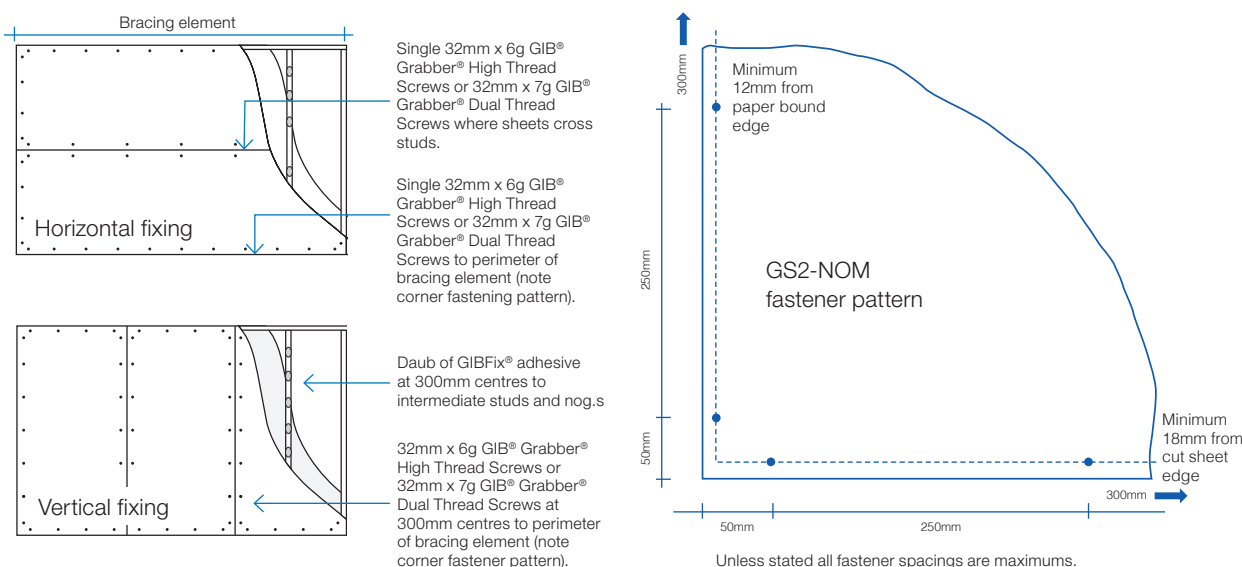 Bracing element
Single 32mm x 6g GIB®
Grabber® High Thread
Screws or 32mm x 7g GIB®
Grabber® Dual Thread
Screws where sheets cross
studs.
Single 32mm x 6g GIB®
Grabber® High Thread
Screws or 32mm x 7g GIB®
Grabber® Dual Thread
Screws to perimeter of
bracing element (note
corner fastening pattern).
Horizontal fixing
Daub of GIBFix® adhesive
at 300mm centres to
intermediate studs and nog.s
32mm x 6g GIB® Grabber®
High Thread Screws or
32mm x 7g GIB® Grabber®
Dual Thread Screws at
300mm centres to perimeter
of bracing element (note
corner fastener pattern).
Vertical fixing
300mm
Minimum
12mm from
paper bound
edge
250mm
GS2-NOM
fastener pattern
50mm
Minimum
18mm from
cut sheet
edge
300mm
50mm
250mm
Unless stated all fastener spacings are maximums.